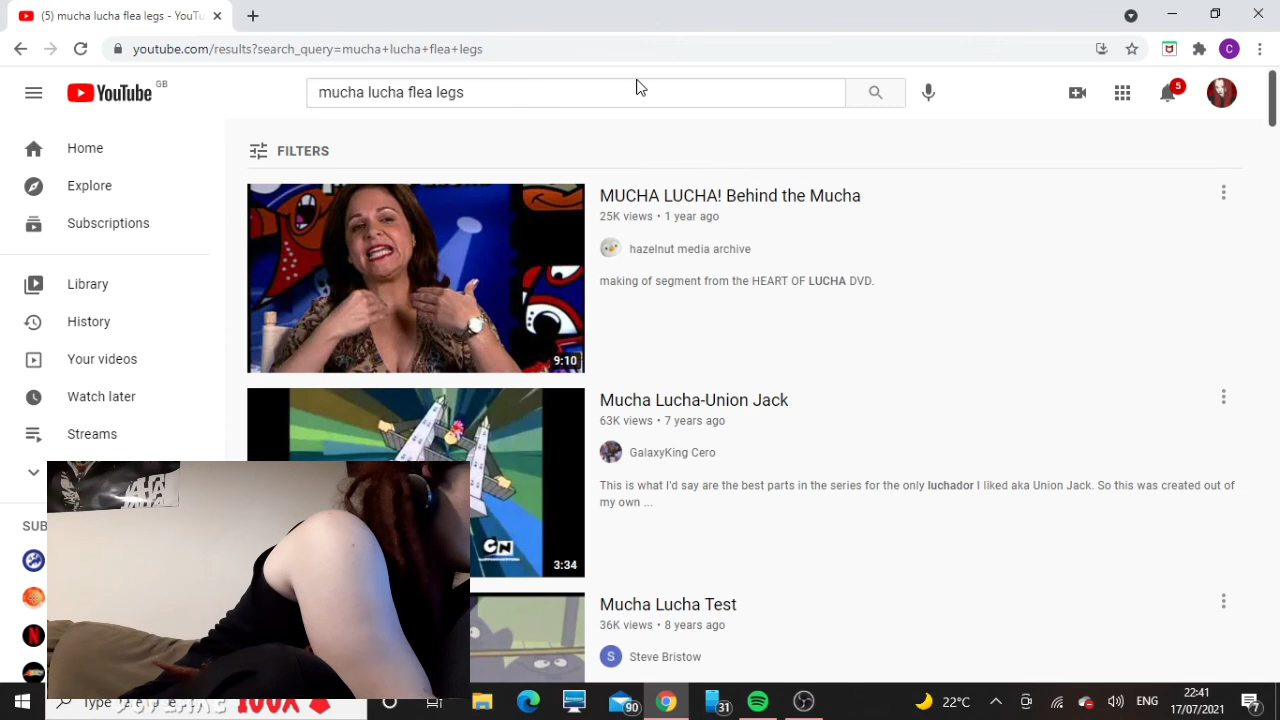 (5) mucha lucha flea legs - YouTu
youtube.com/results?search_query=mucha+lucha+flea+legs
C
YouTube GB
mucha lucha flea legs
5
Home
Explore
Subscriptions
Library
History
Your videos
Watch later
Streams
SUB
FILTERS
9:10
MUCHA LUCHA! Behind the Mucha
25K views • 1 year ago
hazelnut media archive
making of segment from the HEART OF LUCHA DVD.
CN
3:34
Mucha Lucha-Union Jack
63K views • 7 years ago
GalaxyKing Cero
This is what I'd say are the best parts in the series for the only luchador I liked aka Union Jack. So this was created out of
my own ...
Mucha Lucha Test
36K views • 8 years ago
S
Steve Bristow
Type
100%
90
31
22°C
ENG
22:41
17/07/2021
7